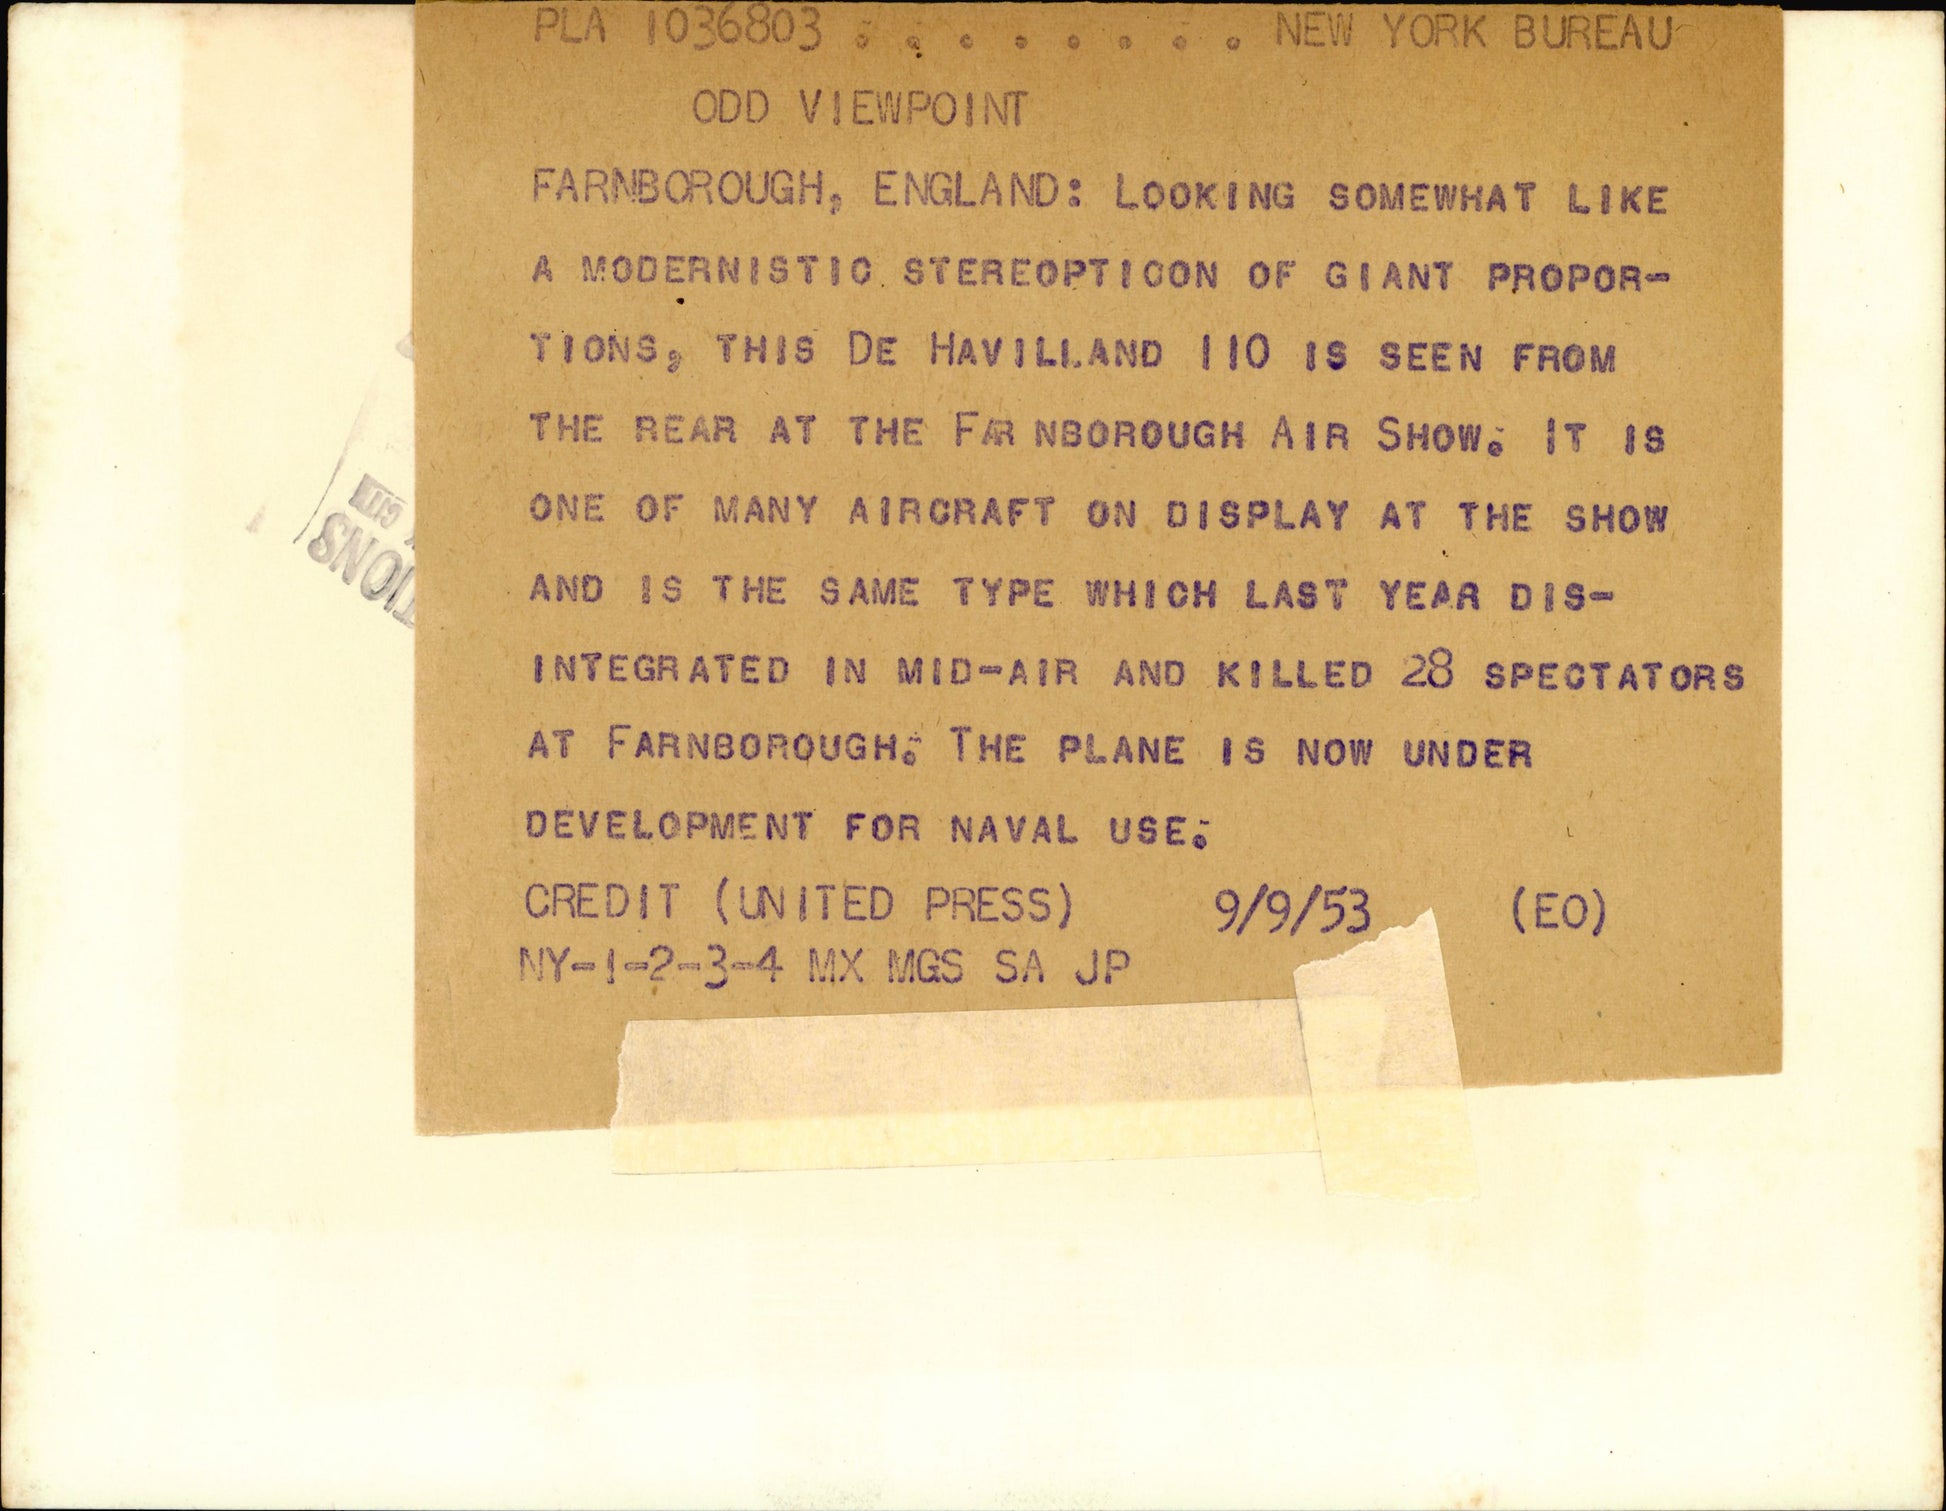 PLA 1036803 . . . . . . . . NEW YORK BUREAU
ODD VIEWPOINT
FARNBOROUGH, ENGLAND: LOOKING SOMEWHAT LIKE
A MODERNISTIC STEREOPTICON OF GIANT PROPOR-
TIONS, THIS DE HAVILLAND 110 IS SEEN FROM
THE REAR AT THE FAR NBOROUGH AIR SHOW. IT IS
ONE OF MANY AIRCRAFT ON DISPLAY AT THE SHOW
AND IS THE SAME TYPE WHICH LAST YEAR DIS-
INTEGRATED IN MID-AIR AND KILLED 28 SPECTATORS
AT FARNBOROUGH. THE PLANE IS NOW UNDER
DEVELOPMENT FOR NAVAL USE.
CREDIT (UNITED PRESS) 9/9/53 (EO)
NY-1-2-3-4 MX MGS SA JP
TIONS